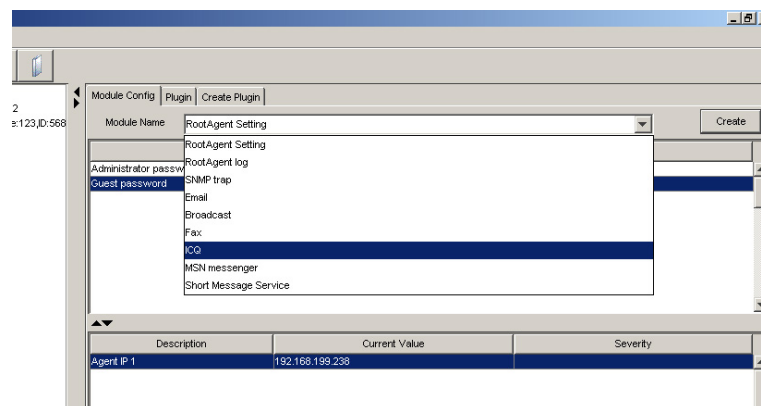 Module Config Plugin Create Plugin
2
e:123,ID:568
Module Name RootAgent Setting Create
RootAgent Setting
RootAgent log
SNMP trap
Email
Broadcast
Fax
ICQ
MSN messenger
Short Message Service
Administrator passw
Guest password
Description Current Value Severity
Agent IP 1 192.168.199.238